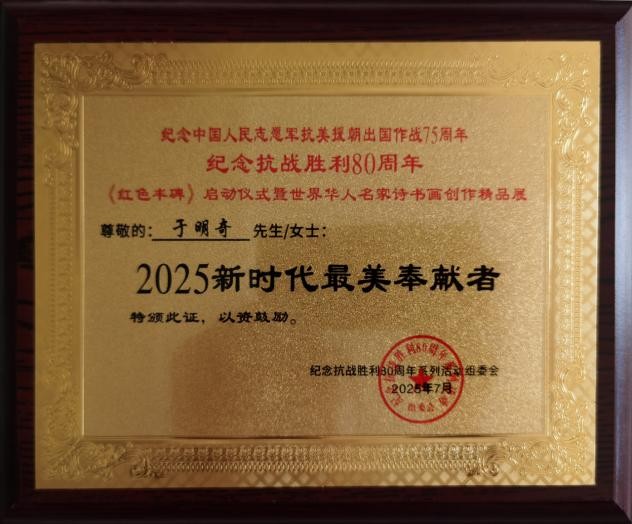 纪念中国人民志愿军抗美援朝出国作战75周年
纪念抗战胜利80周年
《红色丰碑》启动仪式暨世界华人名家诗书画创作精品展
尊敬的：于明奇 先生/女士：
2025新时代最美奉献者
特颁此证，以资鼓励。
纪念抗战胜利80周年系列活动组委会
2025年7月
组委会